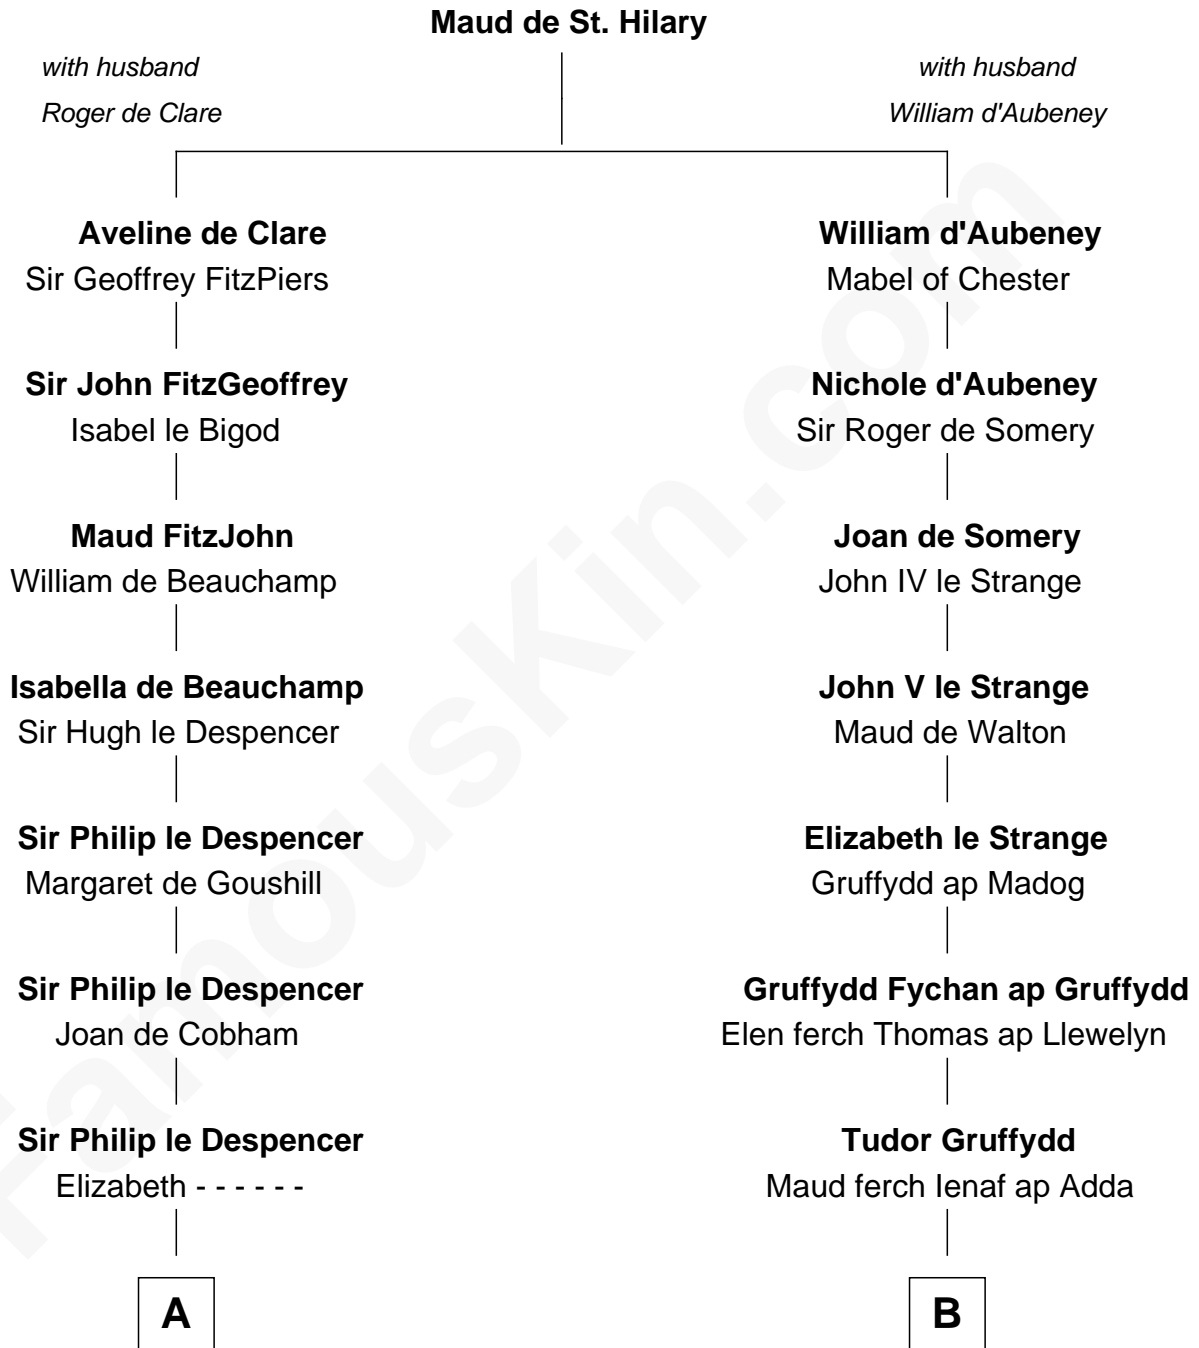 Maud de St. Hilary
with husband
Roger de Clare
with husband
William d'Aubeney
Aveline de Clare
Sir Geoffrey FitzPiers
William d'Aubeney
Mabel of Chester
Sir John FitzGeoffrey
Isabel le Bigod
Nichole d'Aubeney
Sir Roger de Somery
Maud FitzJohn
William de Beauchamp
Joan de Somery
John IV le Strange
Isabella de Beauchamp
Sir Hugh le Despencer
John V le Strange
Maud de Walton
Sir Philip le Despencer
Margaret de Goushill
Elizabeth le Strange
Gruffydd ap Madog
Sir Philip le Despencer
Joan de Cobham
Gruffydd Fychan ap Gruffydd
Elen ferch Thomas ap Llewelyn
Sir Philip le Despencer
Elizabeth - - - - - -
Tudor Gruffydd
Maud ferch Ienaf ap Adda
A
B
FamousKin.com